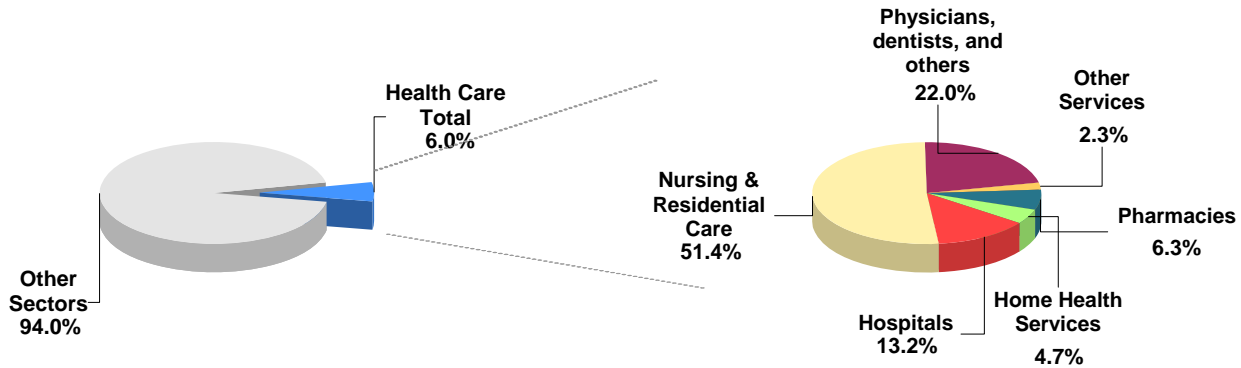 Health Care
Total
6.0%
Other
Sectors
94.0%
Physicians,
dentists, and
others
22.0%
Other
Services
2.3%
Pharmacies
6.3%
Home Health
Services
4.7%
Hospitals
13.2%
Nursing &
Residential
Care
51.4%